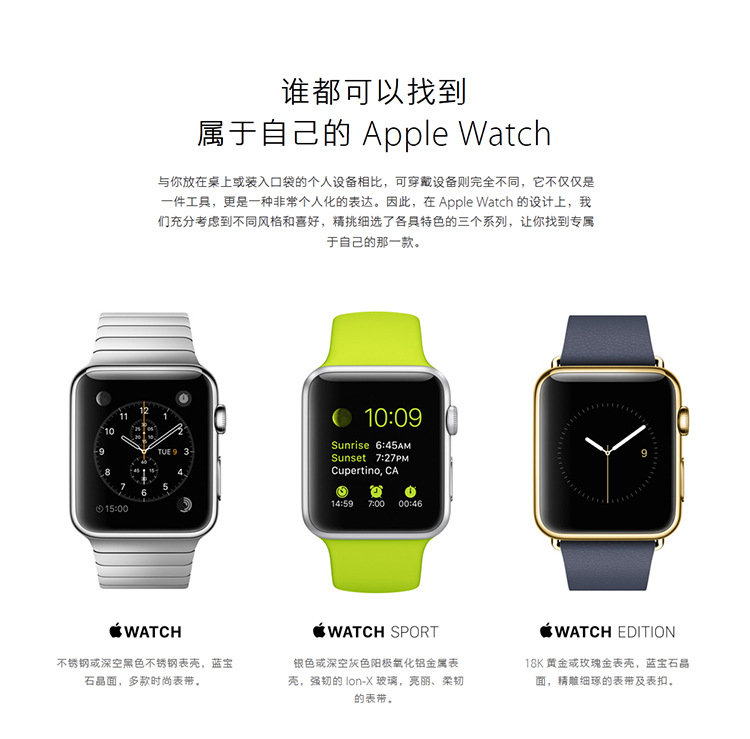 谁都可以找到
属于自己的 Apple Watch
与你放在桌上或装入口袋的个人设备相比，可穿戴设备则完全不同，它不仅仅是
一件工具，更是一种非常个人化的表达。因此，在 Apple Watch 的设计上，我
们充分考虑到不同风格和喜好，精挑细选了各具特色的三个系列，让你找到专属
于自己的那一款。
12
11 1
10 2
9 TUE 9 3
8 4
7 5
6
30
25 05
20 10
15
60
45 15
30
15:00
10:09
Sunrise 6:45AM
Sunset 7:27PM
Cupertino, CA
14:59 7:00 00:46
9
WATCH
不锈钢或深空黑色不锈钢表壳，蓝宝
石晶面，多款时尚表带。
WATCH SPORT
银色或深空灰色阳极氧化铝金属表
壳，强韧的 Ion-X 玻璃，亮丽、柔韧
的表带。
WATCH EDITION
18K 黄金或玫瑰金表壳，蓝宝石晶
面，精雕细琢的表带及表扣。